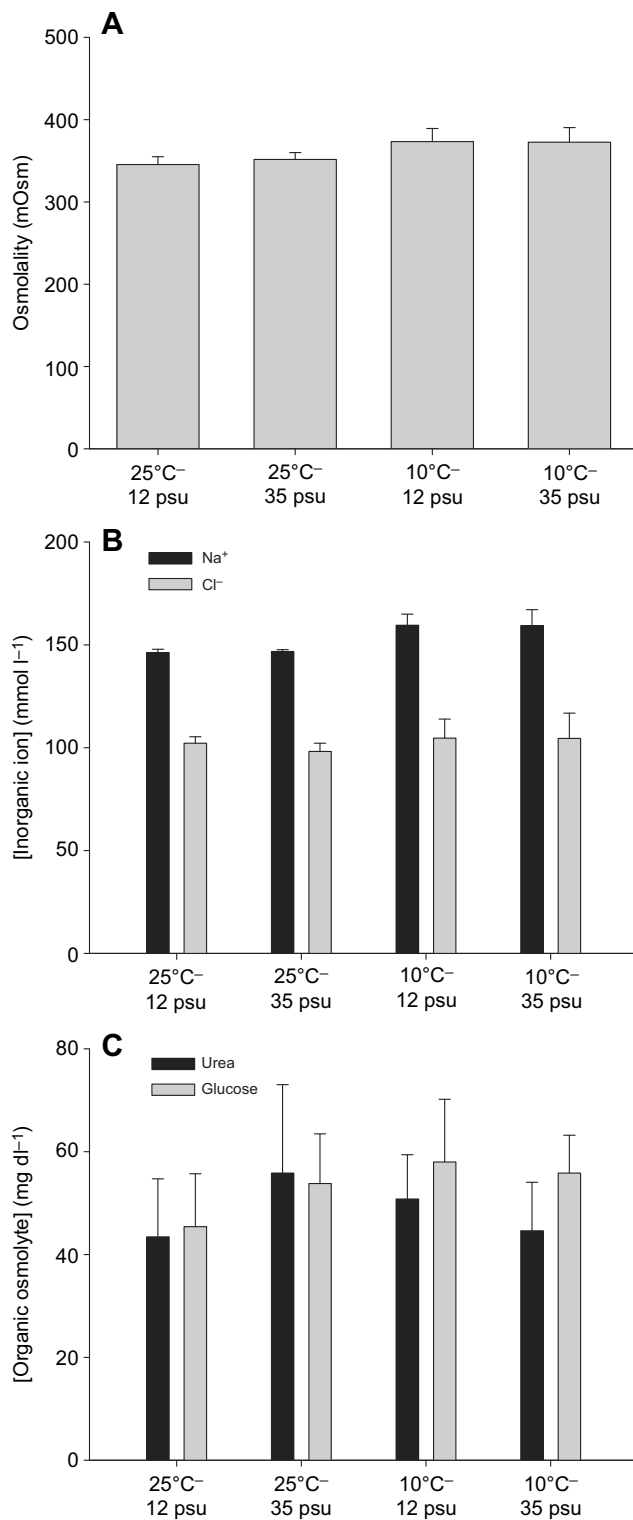 A
500
400
300
200
100
0
Osmolality (mOsm)
25°C–
12 psu
25°C–
35 psu
10°C–
12 psu
10°C–
35 psu
B
200
150
100
50
0
[Inorganic ion] (mmol l–1)
Na+
Cl–
25°C–
12 psu
25°C–
35 psu
10°C–
12 psu
10°C–
35 psu
C
80
60
40
20
0
[Organic osmolyte] (mg dl–1)
Urea
Glucose
25°C–
12 psu
25°C–
35 psu
10°C–
12 psu
10°C–
35 psu